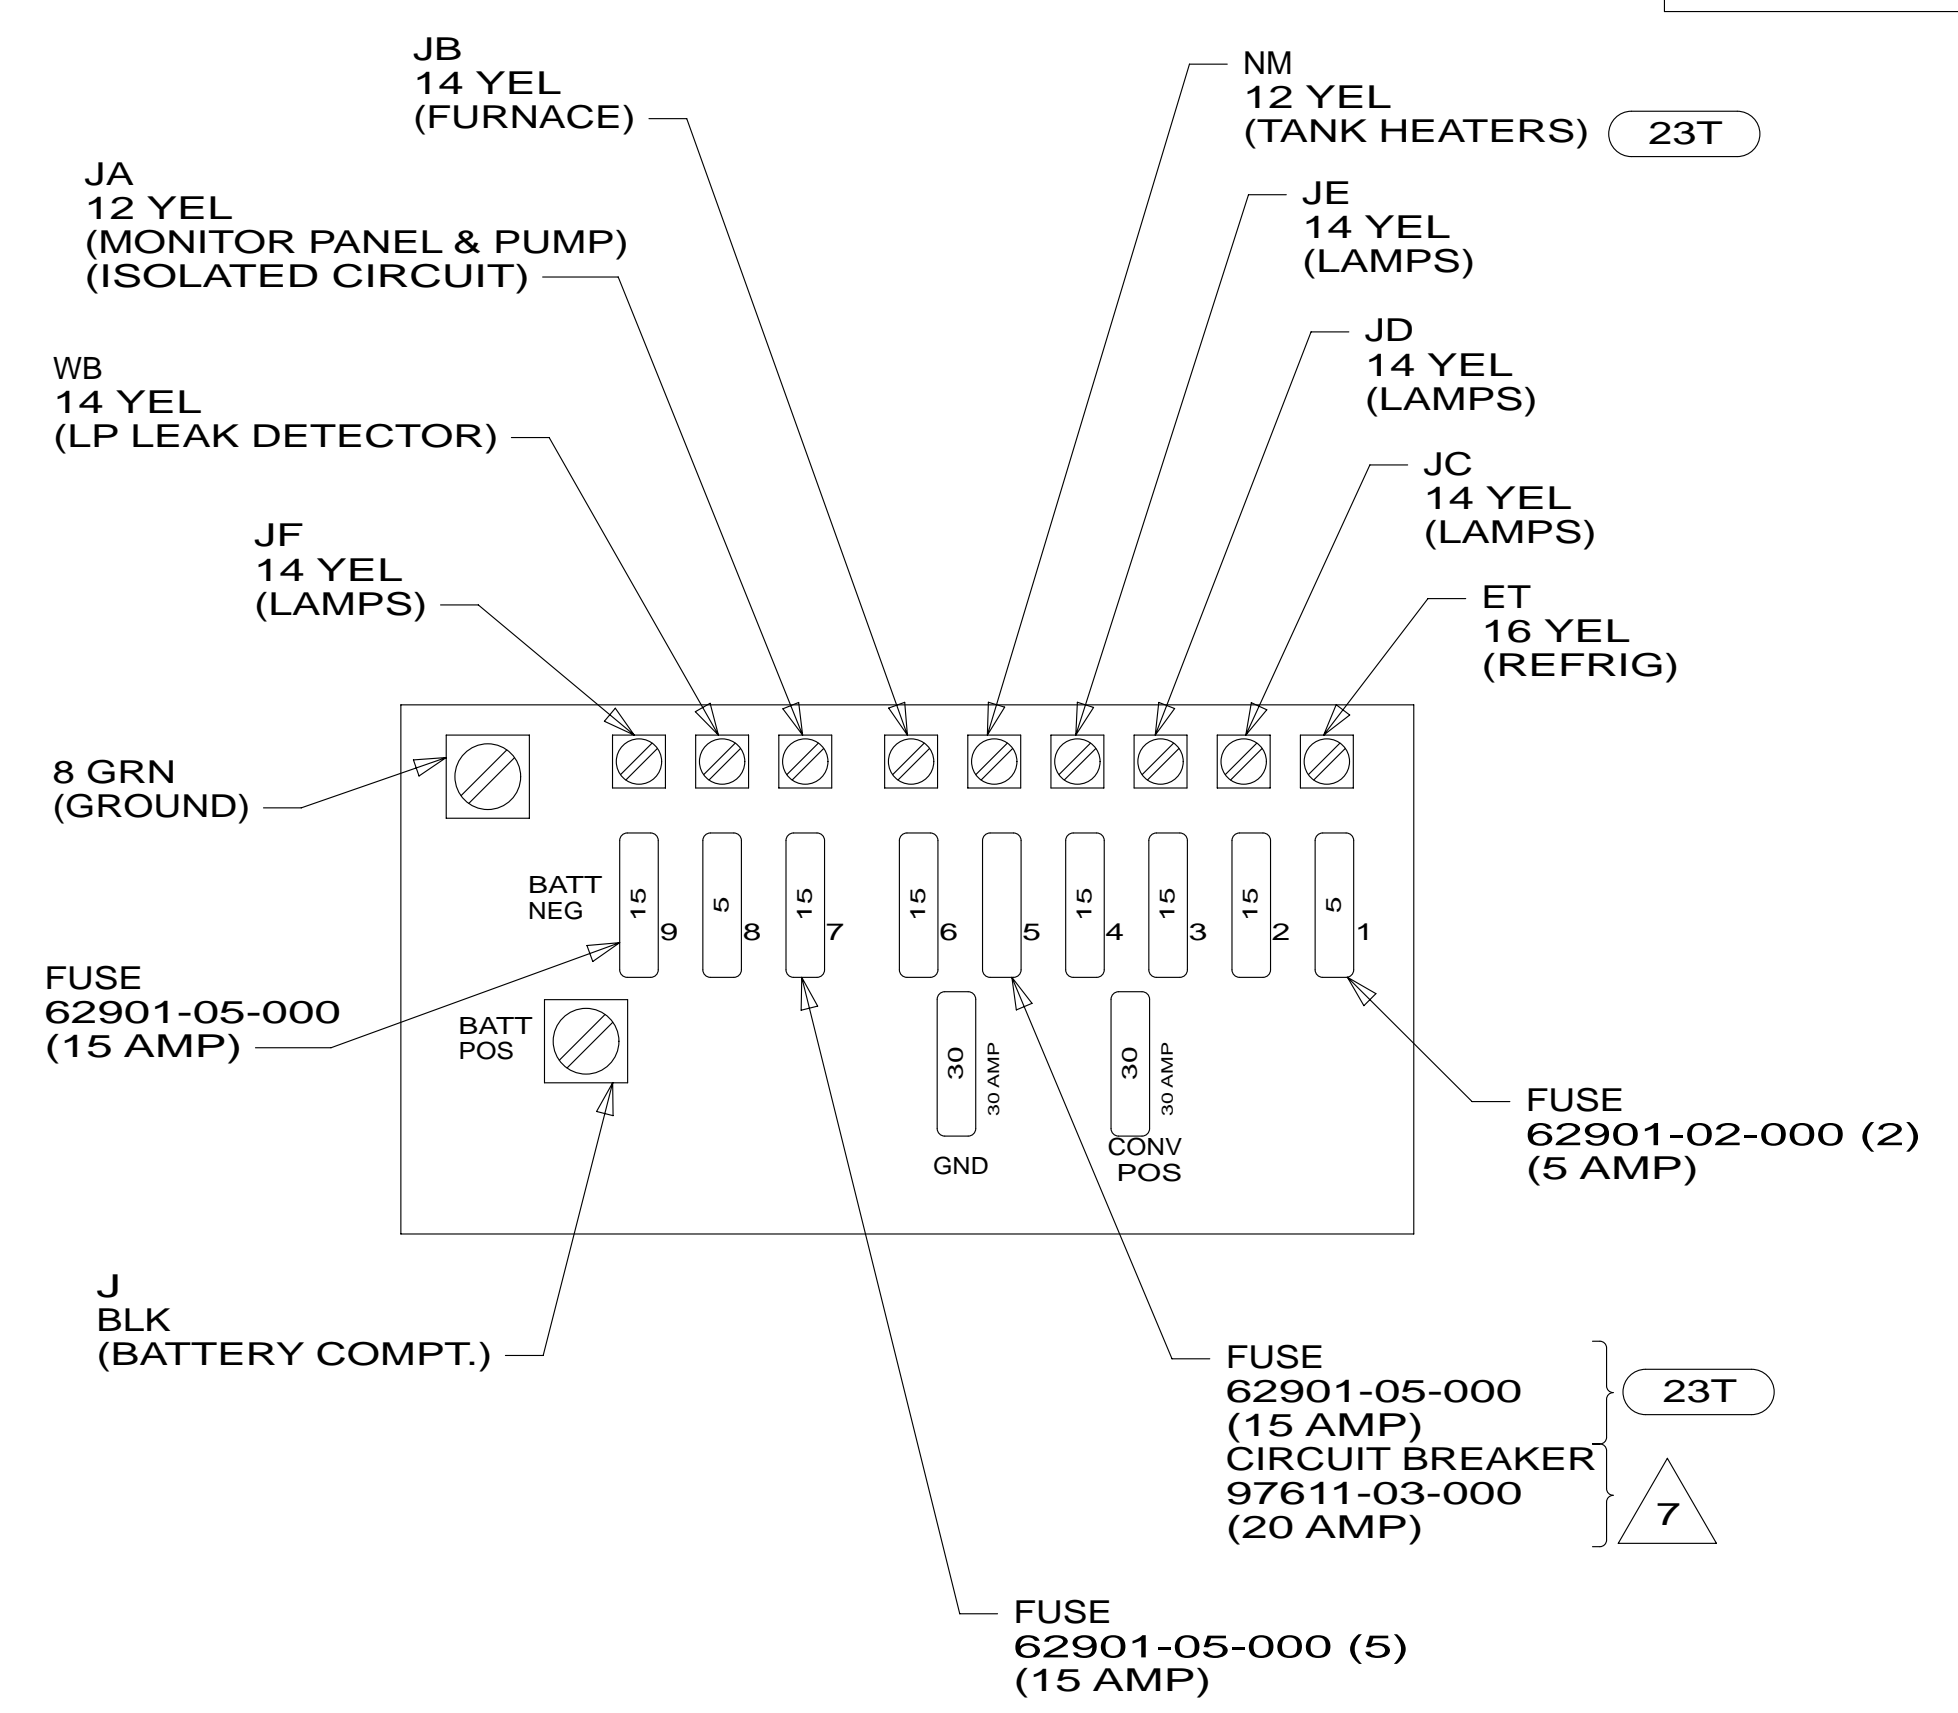 JB
14 YEL
(FURNACE)
NM
12 YEL
(TANK HEATERS)
23T
JA
12 YEL
(MONITOR PANEL & PUMP)
(ISOLATED CIRCUIT)
JE
14 YEL
(LAMPS)
JD
14 YEL
(LAMPS)
WB
14 YEL
(LP LEAK DETECTOR)
JC
14 YEL
(LAMPS)
JF
14 YEL
(LAMPS)
ET
16 YEL
(REFRIG)
8 GRN
(GROUND)
BATT
NEG
15
9
5
8
15
7
15
6
5
15
4
15
3
15
2
5
1
FUSE
62901-05-000
(15 AMP)
BATT
POS
30
30 AMP
GND
30
30 AMP
CONV
POS
FUSE
62901-02-000 (2)
(5 AMP)
J
BLK
(BATTERY COMPT.)
FUSE
62901-05-000
(15 AMP)
23T
CIRCUIT BREAKER
97611-03-000
(20 AMP)
7
FUSE
62901-05-000 (5)
(15 AMP)